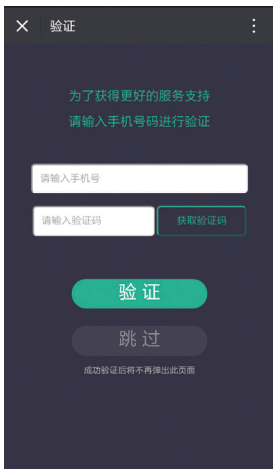 验证
为了获得更好的服务支持
请输入手机号码进行验证
请输入手机号
请输入验证码
获取验证码
验 证
跳 过
成功验证后将不再弹出此页面